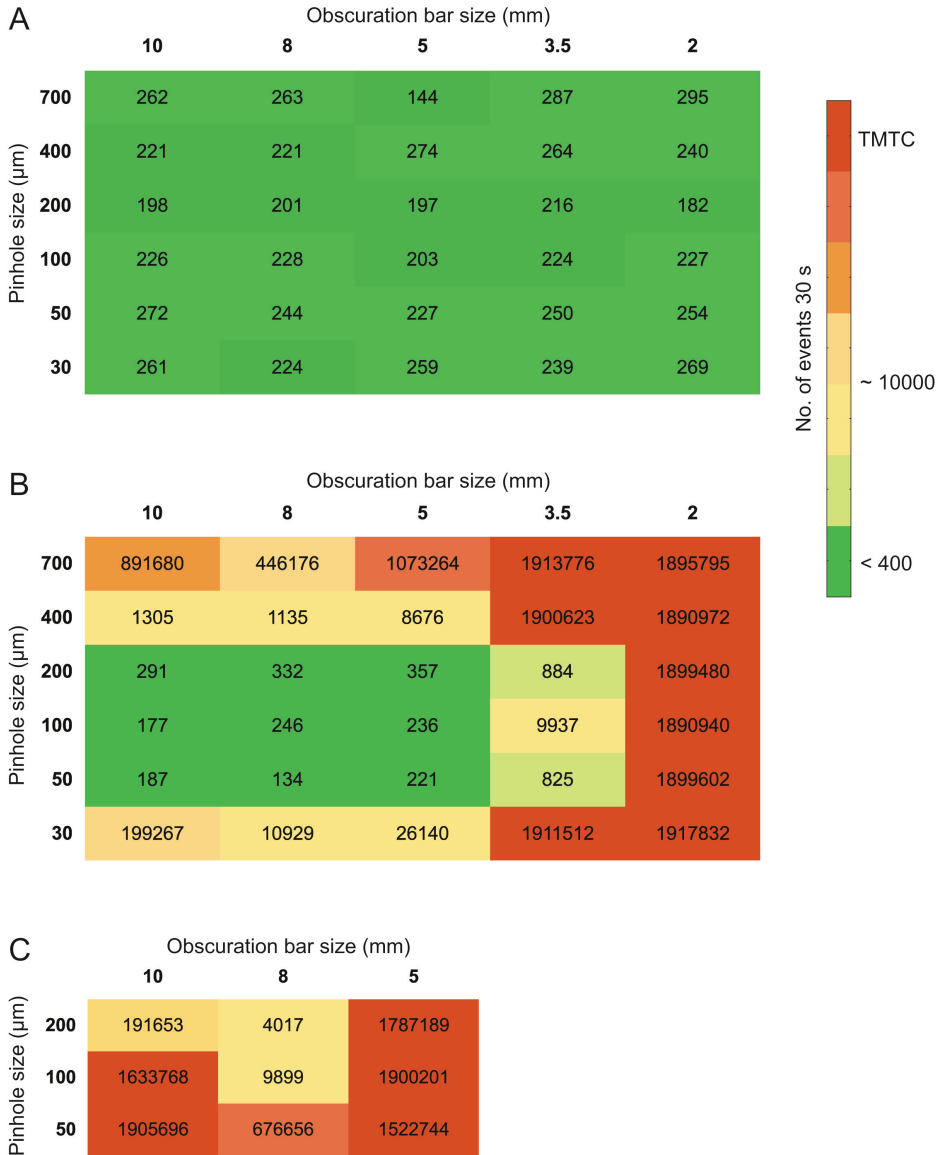 A
Obscuration bar size (mm)
10 8 5 3.5 2
Pinhole size (µm)
700 262 263 144 287 295
400 221 221 274 264 240
200 198 201 197 216 182
100 226 228 203 224 227
50 272 244 227 250 254
30 261 224 259 239 269
No. of events 30 s
TMTC
~ 10000
< 400
B
Obscuration bar size (mm)
10 8 5 3.5 2
Pinhole size (µm)
700 891680 446176 1073264 1913776 1895795
400 1305 1135 8676 1900623 1890972
200 291 332 357 884 1899480
100 177 246 236 9937 1890940
50 187 134 221 825 1899602
30 199267 10929 26140 1911512 1917832
C
Obscuration bar size (mm)
10 8 5
Pinhole size (µm)
200 191653 4017 1787189
100 1633768 9899 1900201
50 1905696 676656 1522744